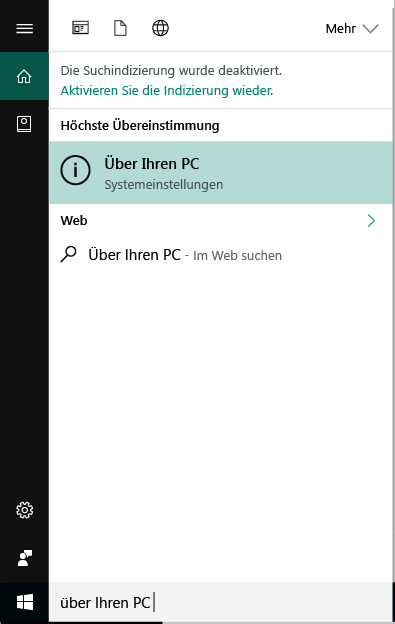 Mehr
Die Suchindizierung wurde deaktiviert.
Aktivieren Sie die Indizierung wieder.
Höchste Übereinstimmung
Über Ihren PC
Systemeinstellungen
Web
Über Ihren PC - Im Web suchen
über Ihren PC